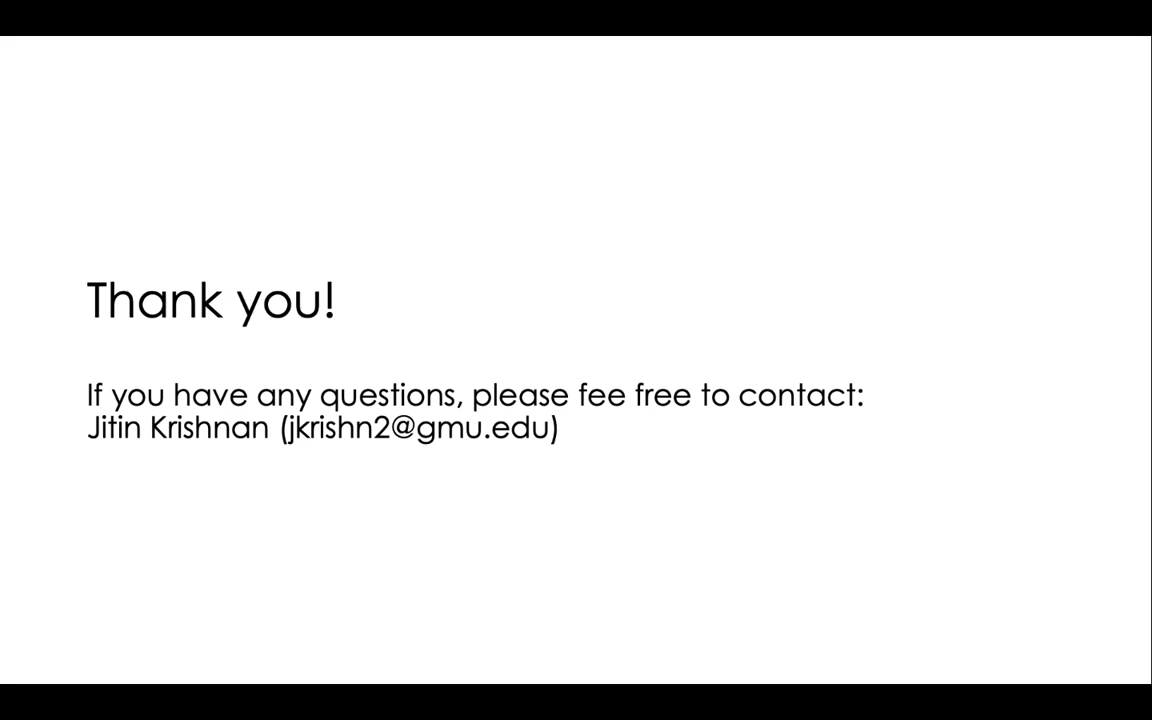 Thank you!
If you have any questions, please fee free to contact:
Jitin Krishnan (jkrishn2@gmu.edu)